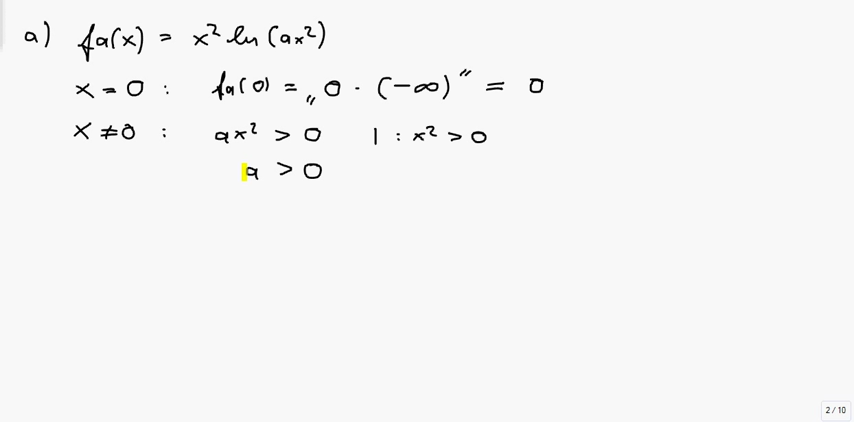 a) fa(x) = x² ln(ax²)
x = 0 : fa(0) = „0 · (-∞)" = 0
x ≠ 0 : ax² > 0 | : x² > 0
a > 0
2 / 10